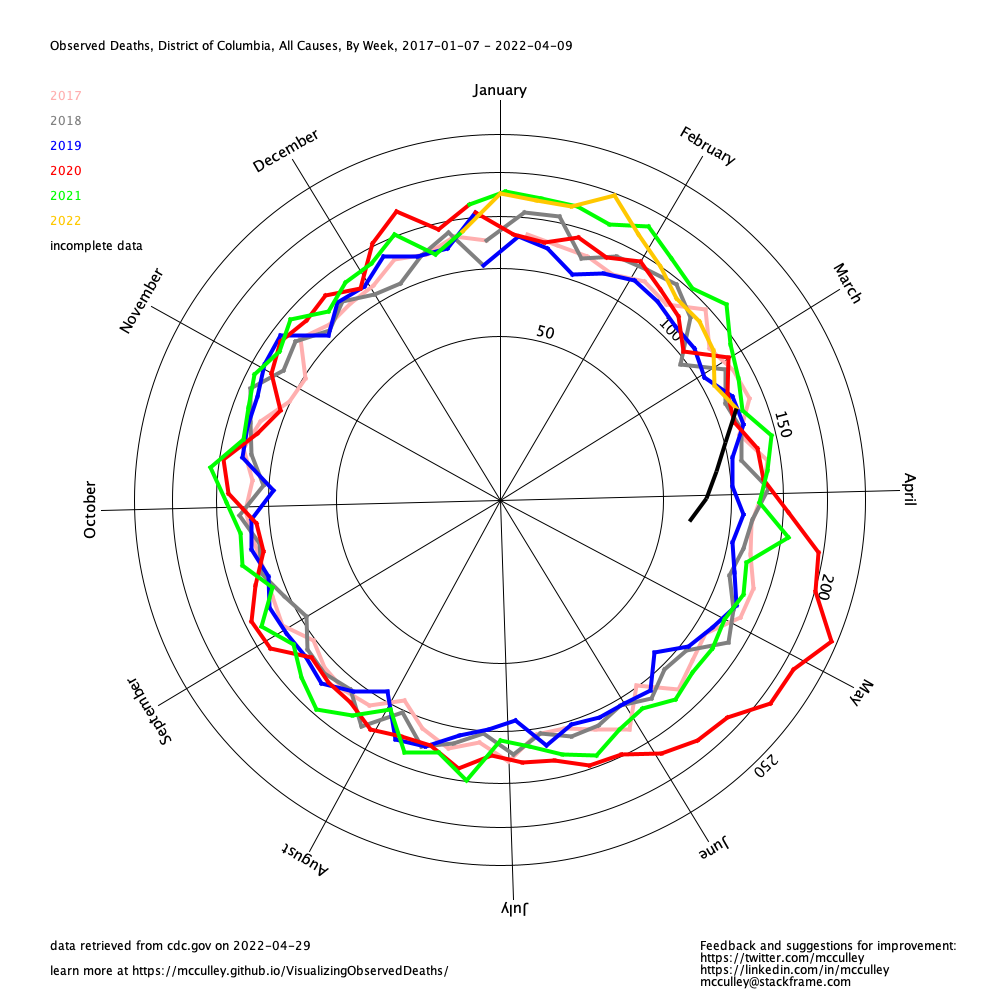 Observed Deaths, District of Columbia, All Causes, By Week, 2017-01-07 - 2022-04-09
2017
2018
2019
2020
2021
2022
incomplete data
January
February
March
April
May
June
July
August
September
October
November
December
50
100
150
200
250
data retrieved from cdc.gov on 2022-04-29
learn more at https://mcculley.github.io/VisualizingObservedDeaths/
Feedback and suggestions for improvement:
https://twitter.com/mcculley
https://linkedin.com/in/mcculley
mcculley@stackframe.com